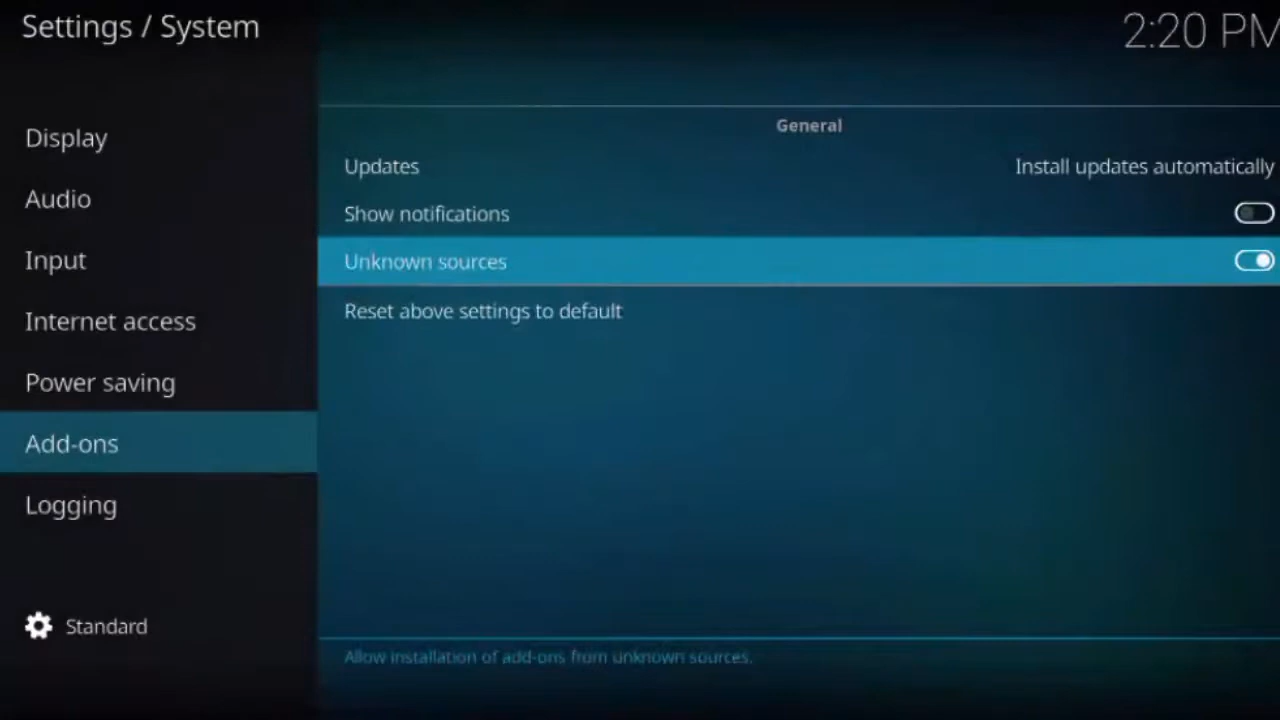 Settings / System
2:20 PM
Display
Audio
Input
Internet access
Power saving
Add-ons
Logging
Standard
General
Updates Install updates automatically
Show notifications
Unknown sources
Reset above settings to default
Allow installation of add-ons from unknown sources.